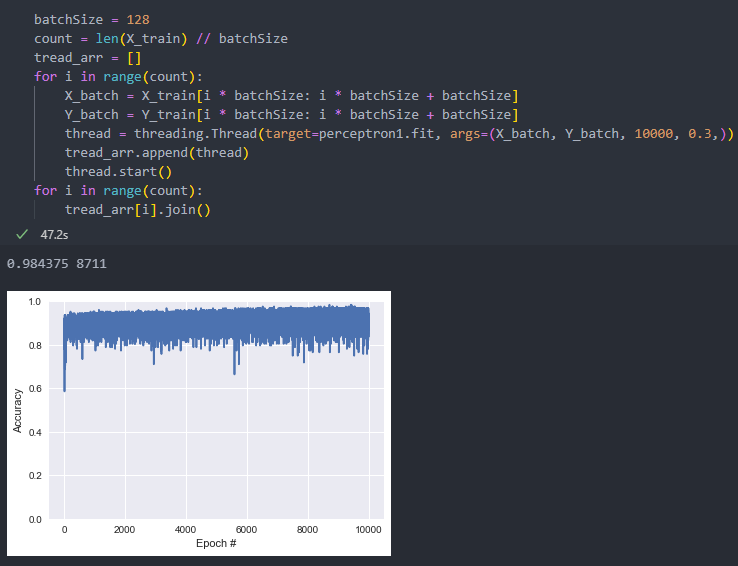 batchSize = 128
count = len(X_train) // batchSize
tread_arr = []
for i in range(count):
    X_batch = X_train[i * batchSize: i * batchSize + batchSize]
    Y_batch = Y_train[i * batchSize: i * batchSize + batchSize]
    thread = threading.Thread(target=perceptron1.fit, args=(X_batch, Y_batch, 10000, 0.3,))
    tread_arr.append(thread)
    thread.start()
for i in range(count):
    tread_arr[i].join()
✓ 47.2s
0.984375 8711
1.0
0.8
0.6
0.4
0.2
0.0
Accuracy
0 2000 4000 6000 8000 10000
Epoch #